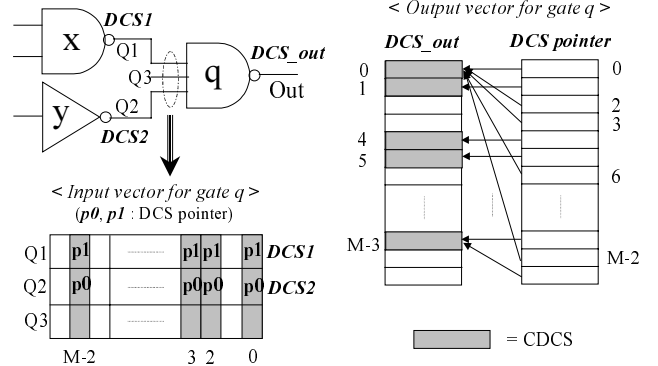 x
DCS1
Q1
Q3
q
DCS_out
Out
y
Q2
DCS2
< Input vector for gate q >
(p0, p1 : DCS pointer)
Q1 p1 p1 p1 p1 DCS1
Q2 p0 p0 p0 p0 DCS2
Q3
M-2 3 2 0
< Output vector for gate q >
DCS_out DCS pointer
0 0
1
2
3
4
5
6
M-3
M-2
= CDCS